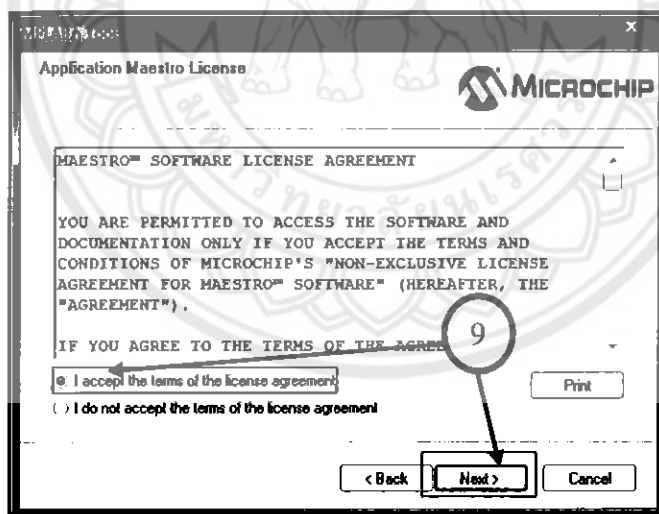 x
Application Maestro License
MICROCHIP
MAESTRO™ SOFTWARE LICENSE AGREEMENT
YOU ARE PERMITTED TO ACCESS THE SOFTWARE AND
DOCUMENTATION ONLY IF YOU ACCEPT THE TERMS AND
CONDITIONS OF MICROCHIP'S "NON-EXCLUSIVE LICENSE
AGREEMENT FOR MAESTRO™ SOFTWARE" (HEREAFTER, THE
"AGREEMENT").
IF YOU AGREE TO THE TERMS OF THE
9
I accept the terms of the license agreement
Print
I do not accept the terms of the license agreement
< Back Next > Cancel